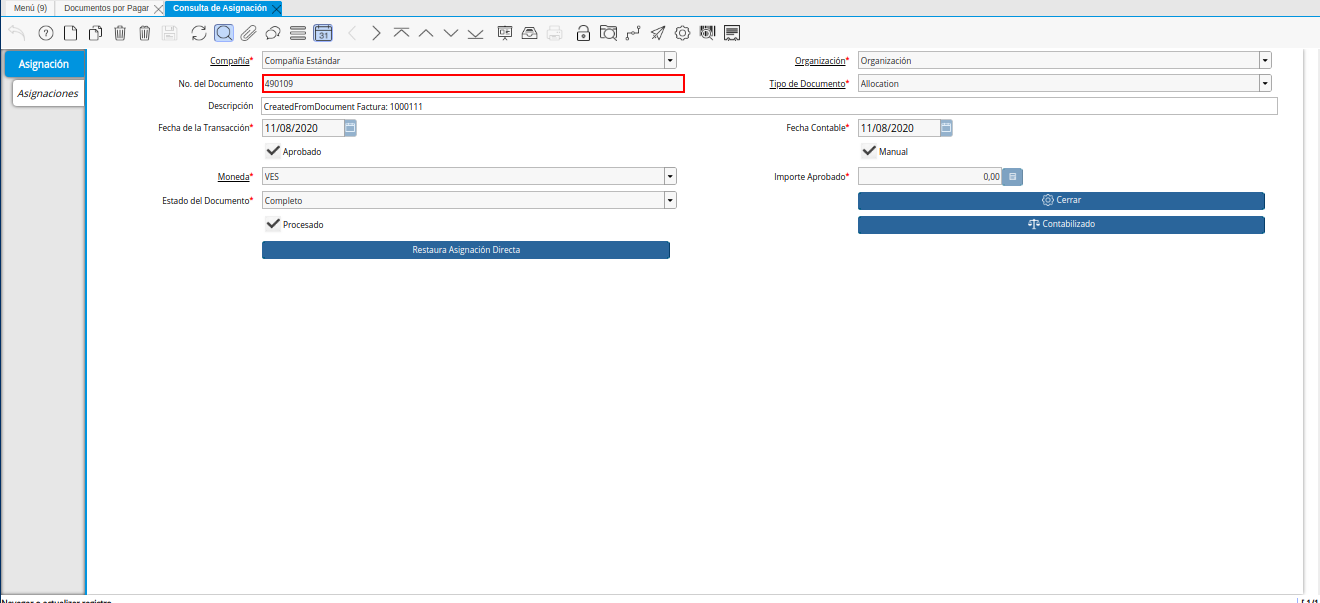 Menú (9) Documentos por Pagar Consulta de Asignación
31
Asignación
Asignaciones
Compañía* Compañía Estándar Organización* Organización
No. del Documento 490109 Tipo de Documento* Allocation
Descripción CreatedFromDocument Factura: 1000111
Fecha de la Transacción* 11/08/2020 Fecha Contable* 11/08/2020
Aprobado Manual
Moneda* VES Importe Aprobado* 0,00
Estado del Documento* Completo Cerrar
Procesado Contabilizado
Restaura Asignación Directa